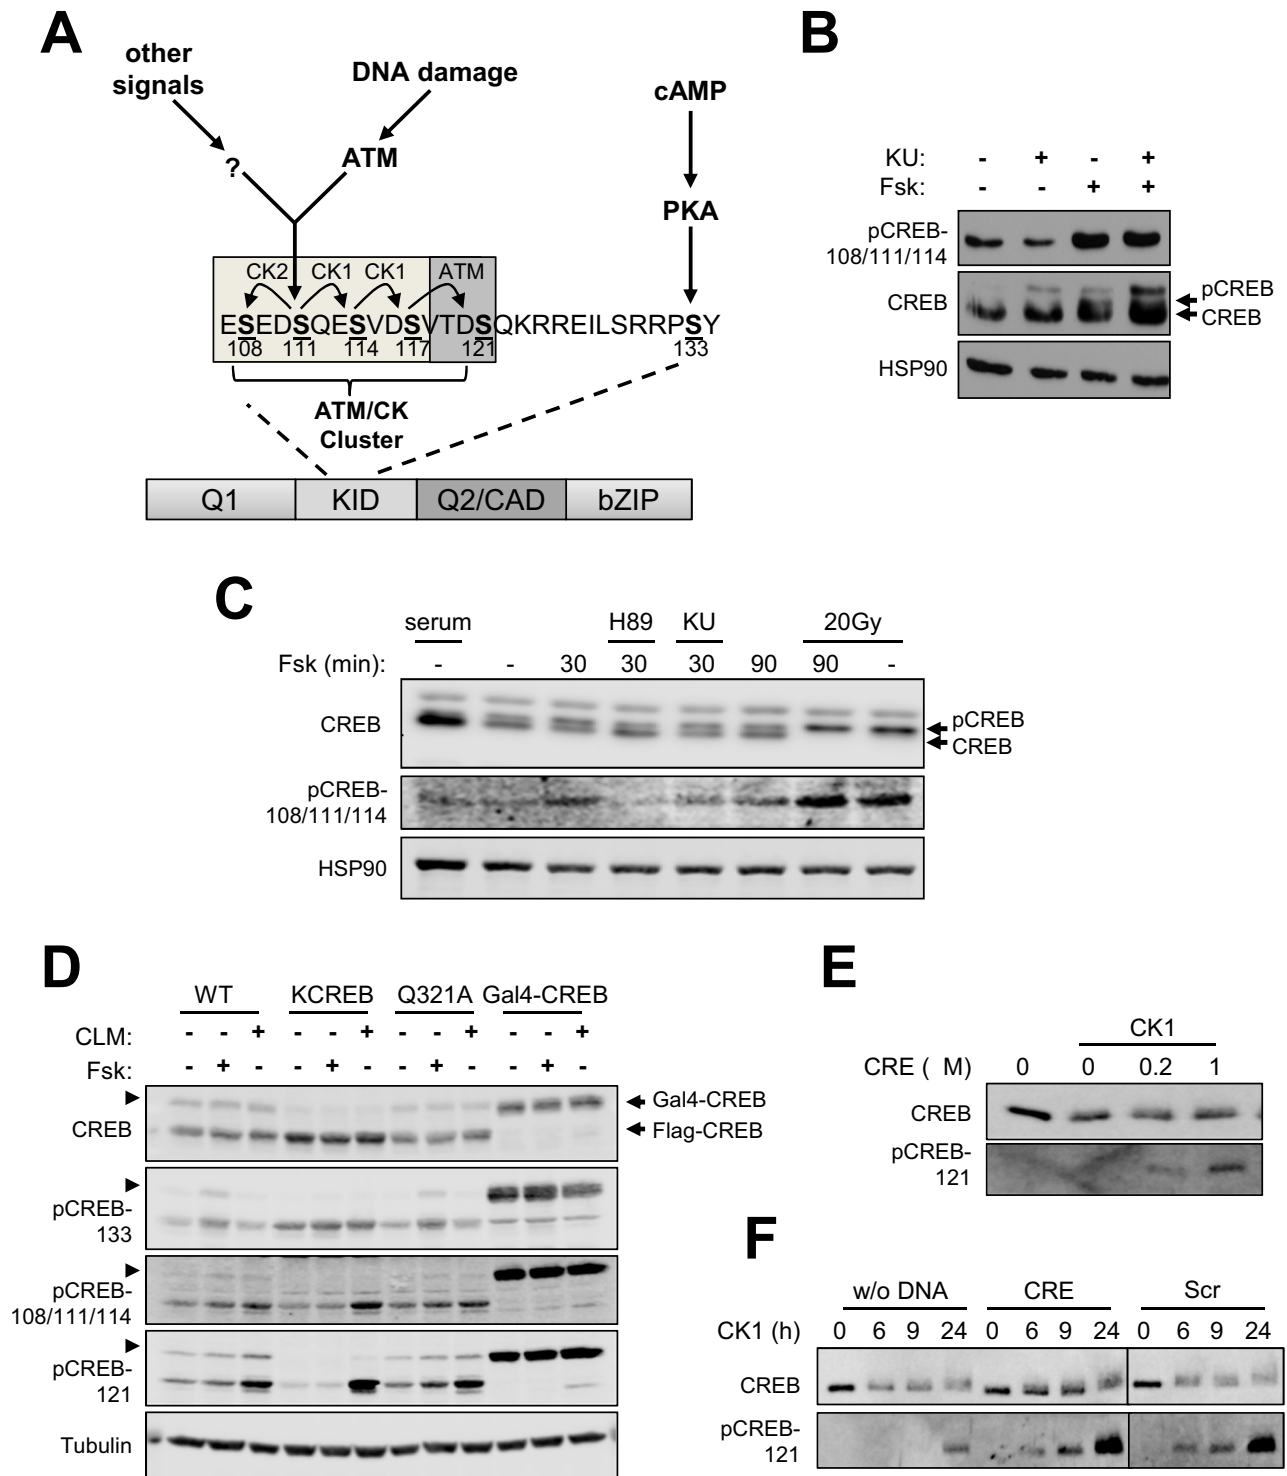 A
other
signals
DNA damage
cAMP
?
ATM
PKA
CK2 CK1 CK1 ATM
ESEDSQESVDSVTDSQKRREILSRRPSY
108 111 114 117 121 133
ATM/CK
Cluster
Q1 KID Q2/CAD bZIP
B
KU: - + - +
Fsk: - - + +
pCREB-
108/111/114
CREB
pCREB
CREB
HSP90
C
serum H89 KU 20Gy
Fsk (min): - - 30 30 30 90 90 -
CREB
pCREB
CREB
pCREB-
108/111/114
HSP90
D
WT KCREB Q321A Gal4-CREB
CLM: - - + - - + - - + - - +
Fsk: - + - - + - - + - - + -
CREB
Gal4-CREB
Flag-CREB
pCREB-
133
pCREB-
108/111/114
pCREB-
121
Tubulin
E
CK1
CRE ( M) 0 0 0.2 1
CREB
pCREB-
121
F
w/o DNA CRE Scr
CK1 (h) 0 6 9 24 0 6 9 24 0 6 9 24
CREB
pCREB-
121